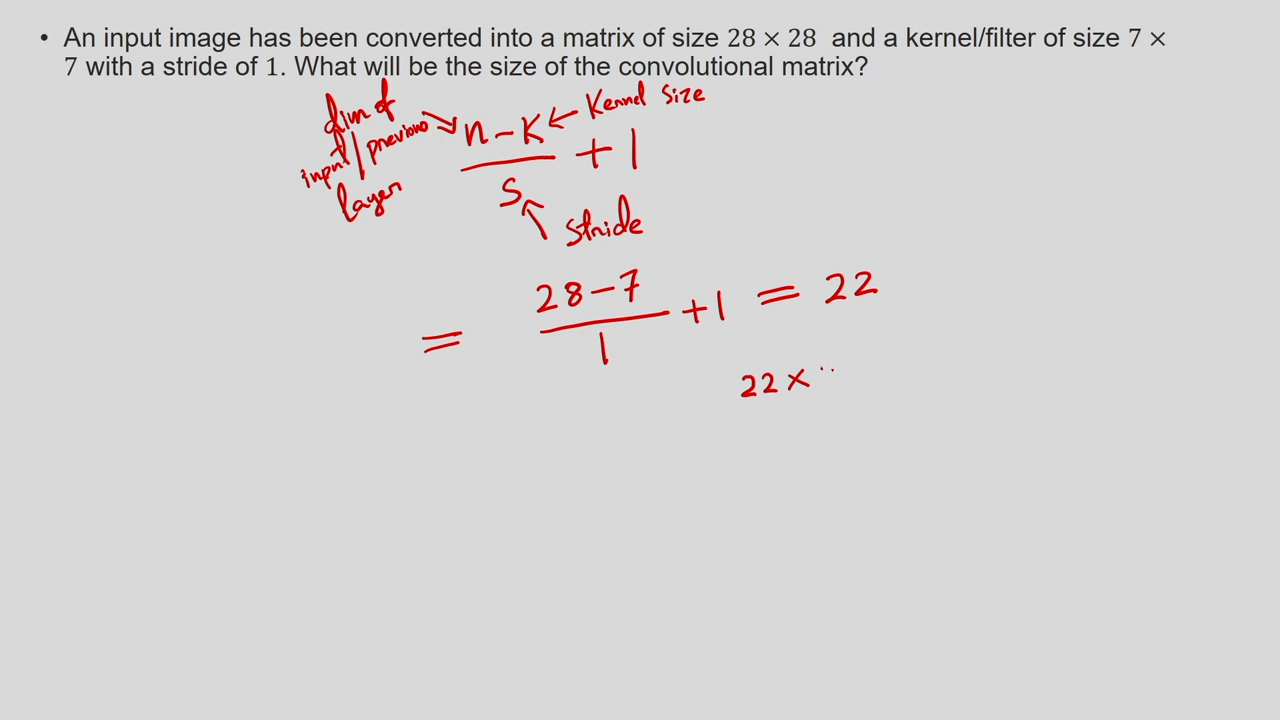 • An input image has been converted into a matrix of size 28 × 28 and a kernel/filter of size 7 ×
7 with a stride of 1. What will be the size of the convolutional matrix?
dim of
input / previous
layer
n - K ← Kernel size
+ 1
S
stride
= 28 - 7 / 1 + 1 = 22
22 ×